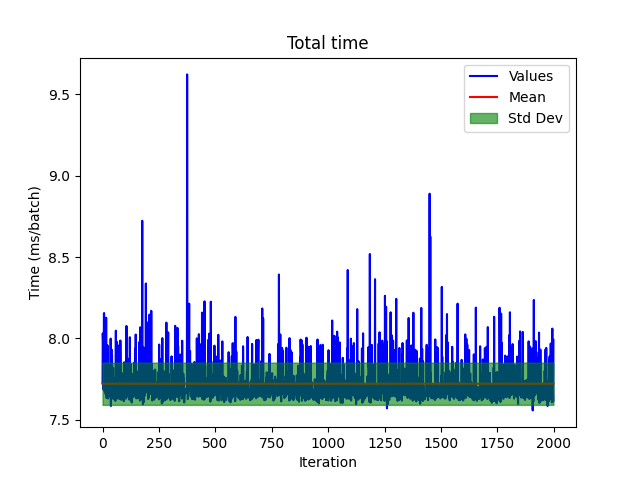 Total time
Values
Mean
Std Dev
Time (ms/batch)
9.5
9.0
8.5
8.0
7.5
0 250 500 750 1000 1250 1500 1750 2000
Iteration